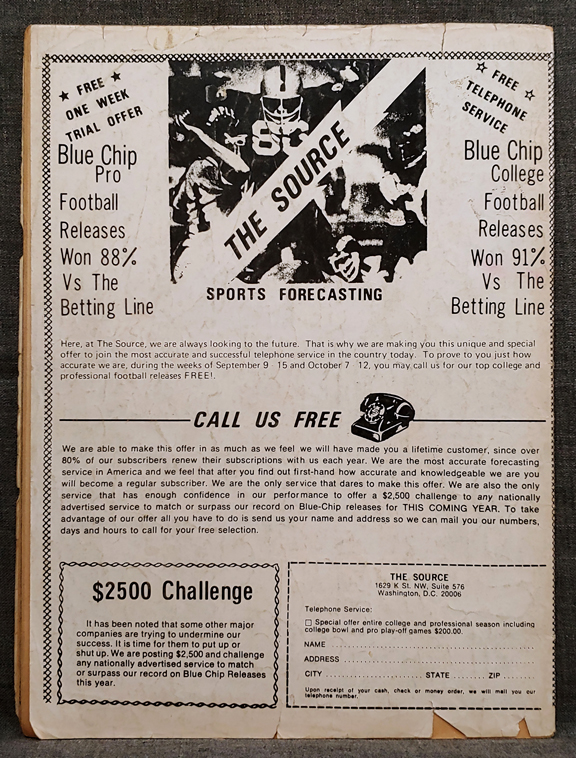 ★ FREE ★
ONE WEEK
TRIAL OFFER
Blue Chip
Pro
Football
Releases
Won 88%
Vs The
Betting Line
THE SOURCE
SPORTS FORECASTING
☆ FREE ☆
TELEPHONE
SERVICE
Blue Chip
College
Football
Releases
Won 91%
Vs The
Betting Line
Here, at The Source, we are always looking to the future. That is why we are making you this unique and special
offer to join the most accurate and successful telephone service in the country today. To prove to you just how
accurate we are, during the weeks of September 9 15 and October 7 12, you may call us for our top college and
professional football releases FREE!.
CALL US FREE
We are able to make this offer in as much as we feel we will have made you a lifetime customer, since over
80% of our subscribers renew their subscriptions with us each year. We are the most accurate forecasting
service in America and we feel that after you find out first-hand how accurate and knowledgeable we are you
will become a regular subscriber. We are the only service that dares to make this offer. We are also the only
service that has enough confidence in our performance to offer a $2,500 challenge to any nationally
advertised service to match or surpass our record on Blue-Chip releases for THIS COMING YEAR. To take
advantage of our offer all you have to do is send us your name and address so we can mail you our numbers,
days and hours to call for your free selection.
$2500 Challenge
It has been noted that some other major
companies are trying to undermine our
success. It is time for them to put up or
shut up. We are posting $2,500 and challenge
any nationally advertised service to match
or surpass our record on Blue Chip Releases
this year.
THE SOURCE
1629 K St. NW, Suite 576
Washington, D.C. 20006
Telephone Service:
☐ Special offer entire college and professional season including
college bowl and pro play-off games $200.00.
NAME
ADDRESS
CITY STATE ZIP
Upon receipt of your cash, check or money order, we will mail you our
telephone number.